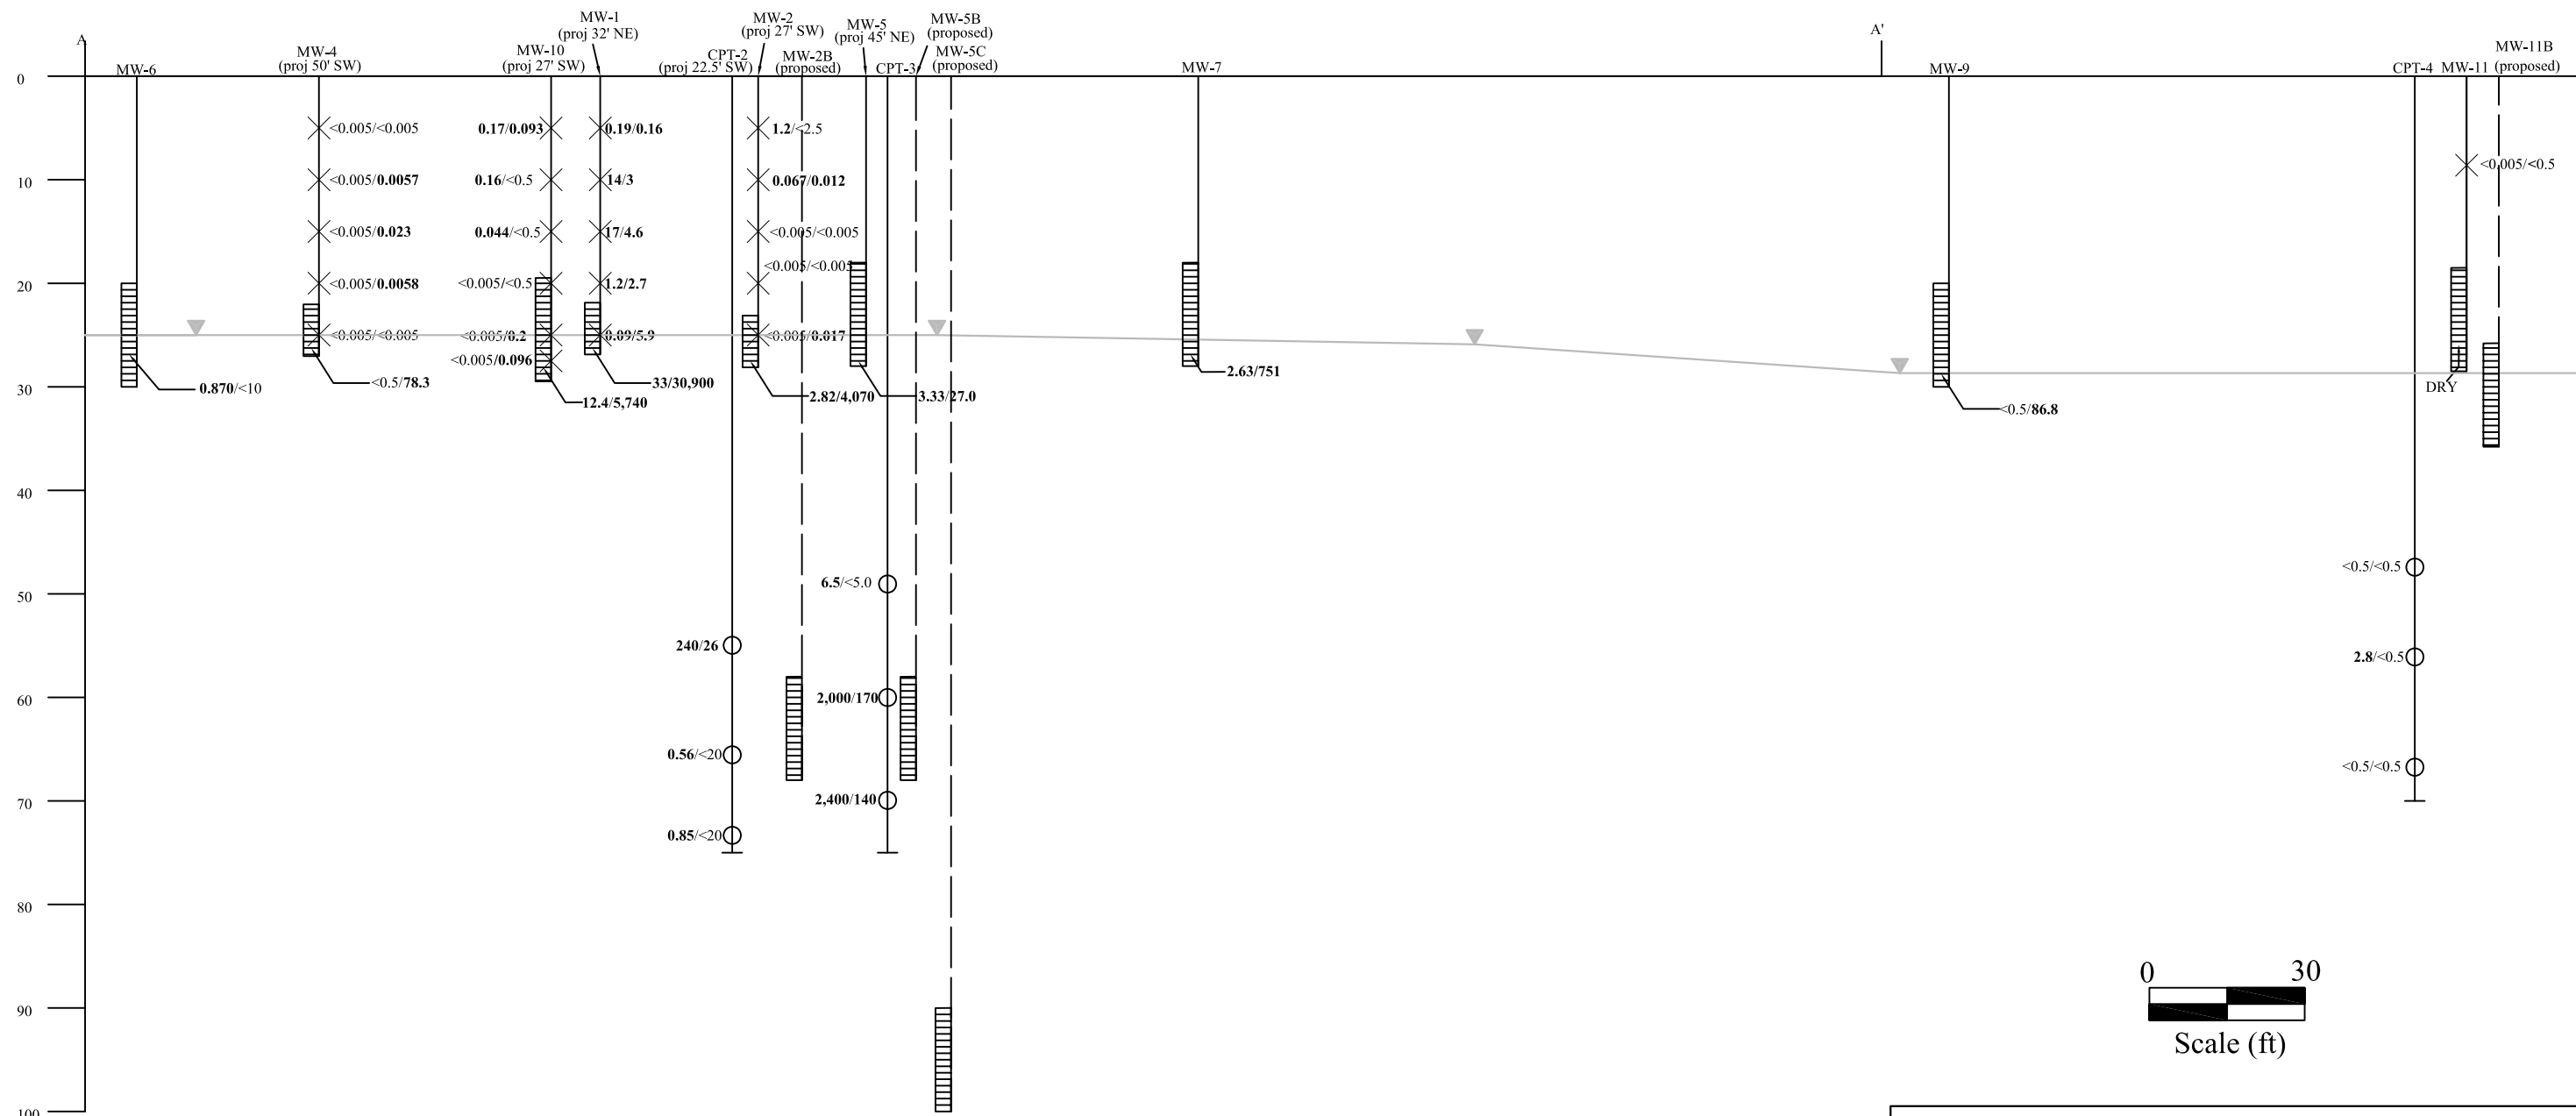 A
MW-6
MW-4
(proj 50' SW)
MW-10
(proj 27' SW)
MW-1
(proj 32' NE)
CPT-2
(proj 22.5' SW)
MW-2
(proj 27' SW)
MW-2B
(proposed)
MW-5
(proj 45' NE)
CPT-3
MW-5B
(proposed)
MW-5C
(proposed)
MW-7
A'
MW-9
CPT-4
MW-11
MW-11B
(proposed)
0
10
20
30
40
50
60
70
80
90
100
<0.005/<0.005
<0.005/0.0057
<0.005/0.023
<0.005/0.0058
<0.005/<0.005
0.17/0.093
0.16/<0.5
0.044/<0.5
<0.005/<0.5
<0.005/0.2
<0.005/0.096
0.19/0.16
14/3
17/4.6
1.2/2.7
0.09/5.9
1.2/<2.5
0.067/0.012
<0.005/<0.005
<0.005/<0.005
<0.005/0.017
<0.005/<0.5
0.870/<10
<0.5/78.3
12.4/5,740
33/30,900
2.82/4,070
3.33/27.0
2.63/751
<0.5/86.8
DRY
240/26
0.56/<20
0.85/<20
6.5/<5.0
2,000/170
2,400/140
<0.5/<0.5
2.8/<0.5
<0.5/<0.5
0 30
Scale (ft)